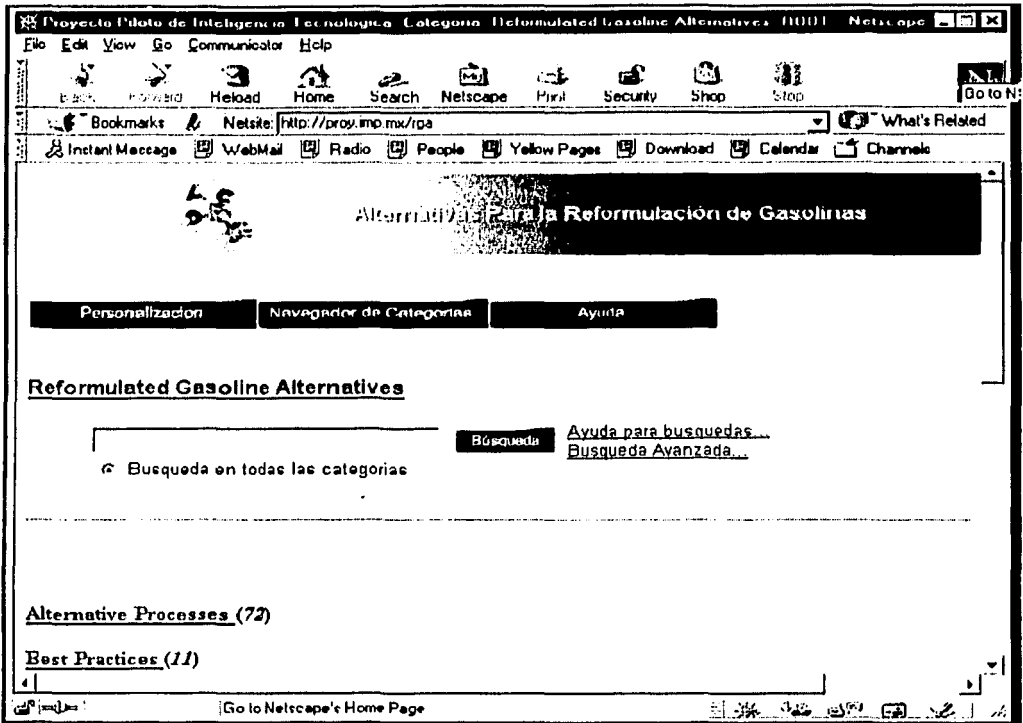 Proyecto Piloto de Inteligencia Tecnologica Categoria Reformulated Gasoline Alternatives Netscape
File Edit View Go Communicator Help
Back Forward Reload Home Search Netscape Print Security Shop Stop
Go to N
Bookmarks Netsite: http://proy.imp.mx/rga What's Related
Instant Message WebMail Radio People Yellow Pages Download Calendar Channels
Alternativas Para la Reformulación de Gasolinas
Personalizacion Navegador de Categorias Ayuda
Reformulated Gasoline Alternatives
Búsqueda Ayuda para busquedas...
Busqueda Avanzada...
Busqueda en todas las categorias
Alternative Processes (72)
Best Practices (11)
Go to Netscape's Home Page